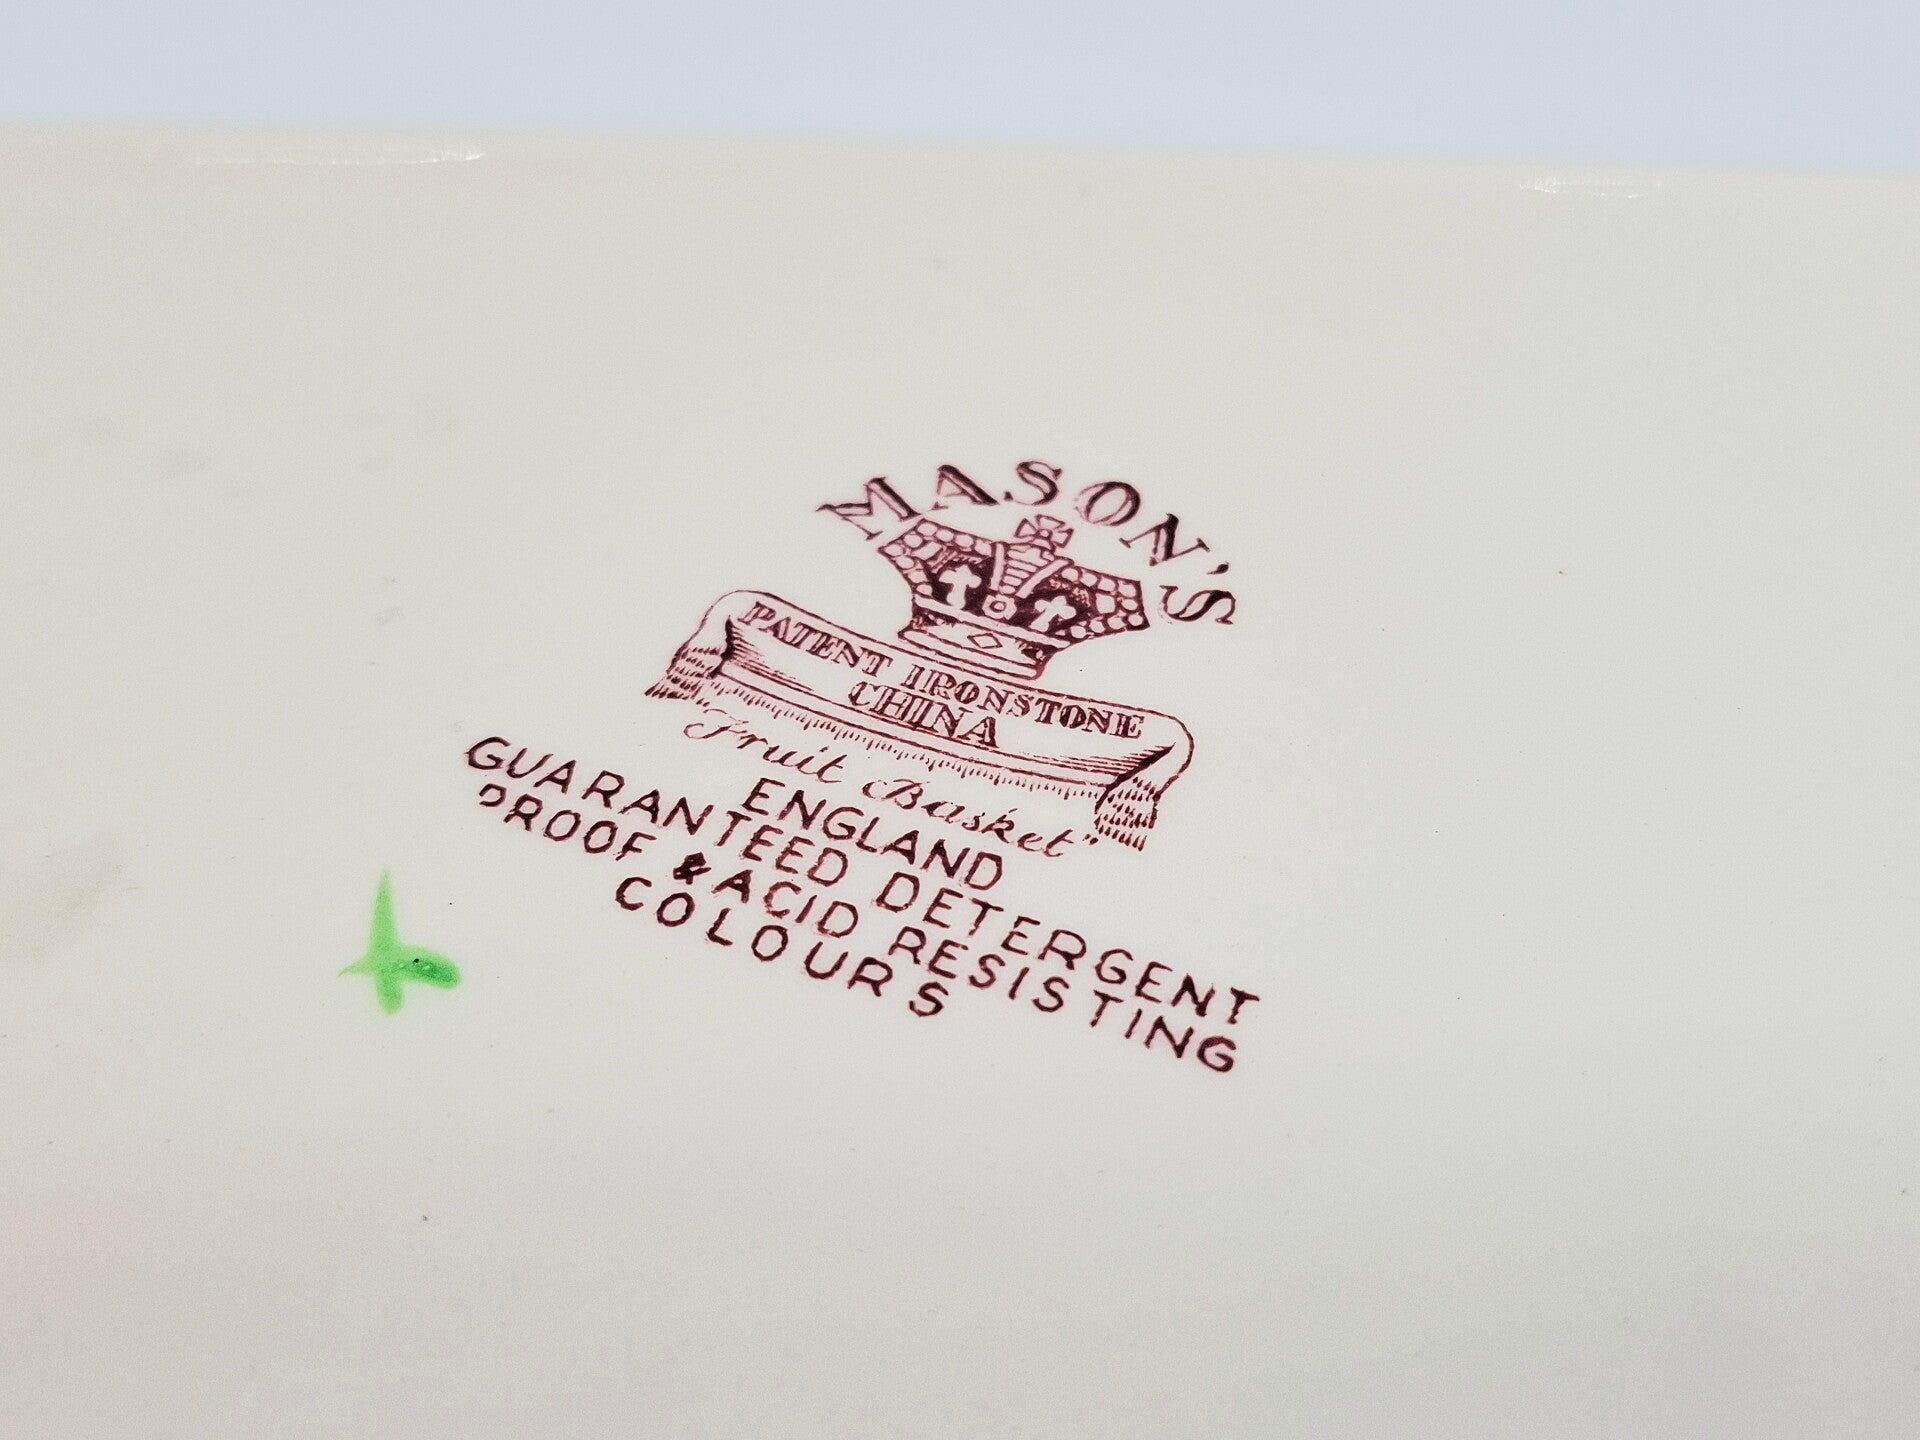 MASON'S
PATENT IRONSTONE
CHINA
"Fruit Basket"
ENGLAND
GUARANTEED DETERGENT
PROOF & ACID RESISTING
COLOURS